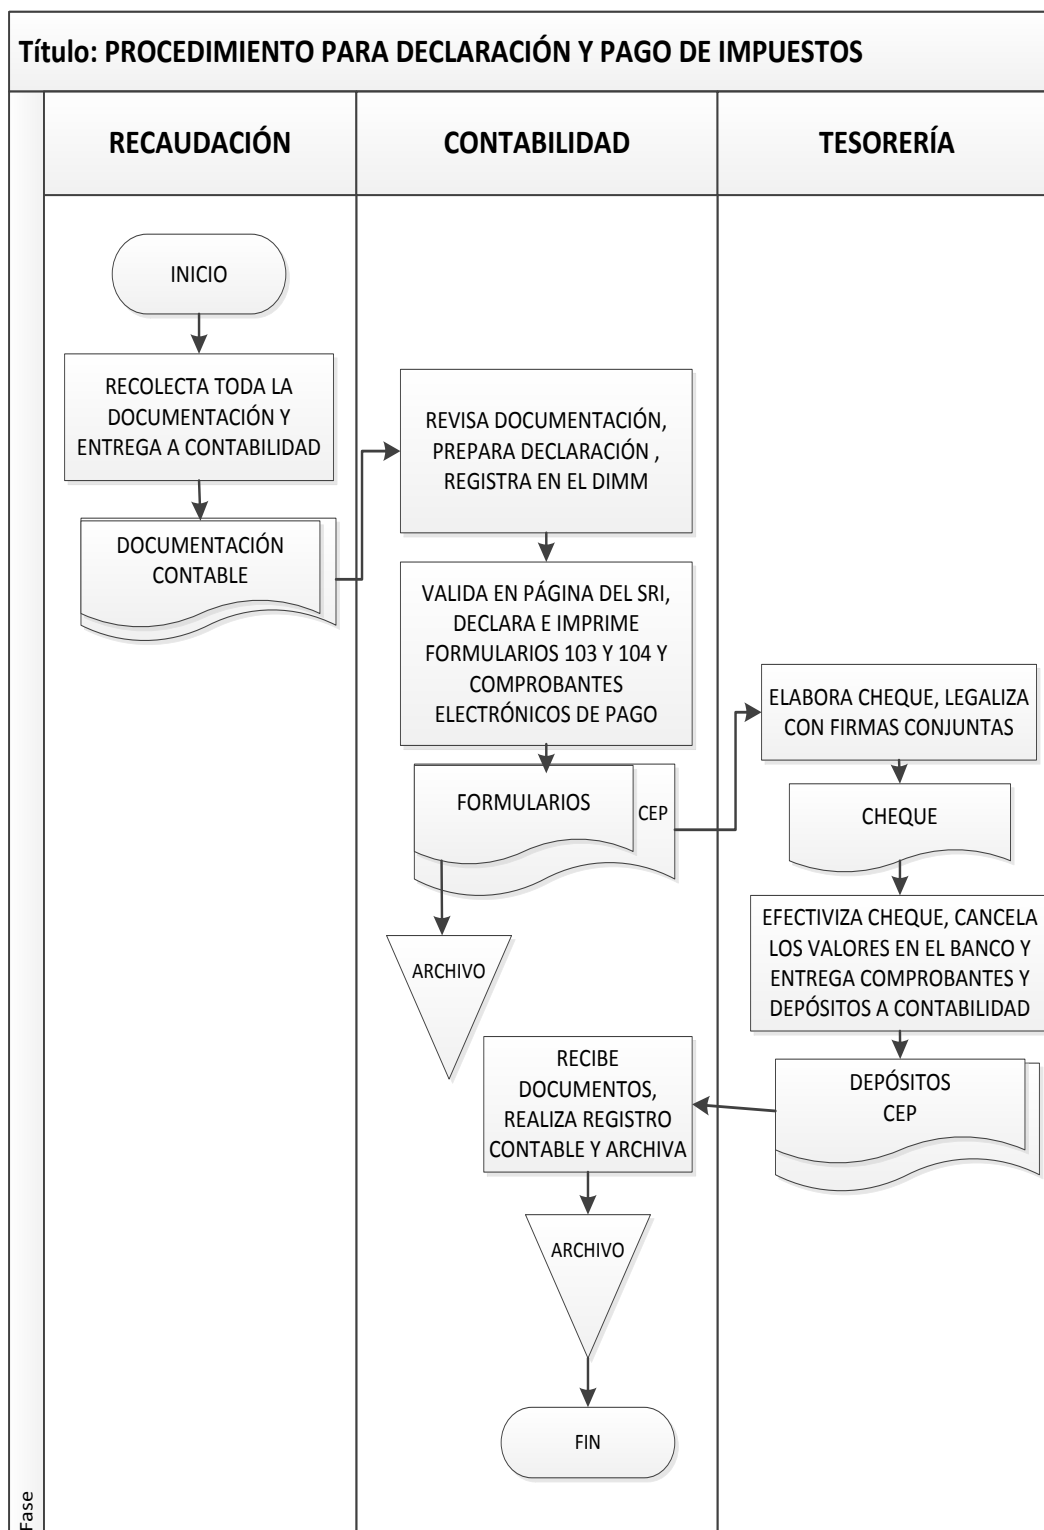 Título: PROCEDIMIENTO PARA DECLARACIÓN Y PAGO DE IMPUESTOS
RECAUDACIÓN
CONTABILIDAD
TESORERÍA
INICIO
RECOLECTA TODA LA
DOCUMENTACIÓN Y
ENTREGA A CONTABILIDAD
DOCUMENTACIÓN
CONTABLE
REVISA DOCUMENTACIÓN,
PREPARA DECLARACIÓN ,
REGISTRA EN EL DIMM
VALIDA EN PÁGINA DEL SRI,
DECLARA E IMPRIME
FORMULARIOS 103 Y 104 Y
COMPROBANTES
ELECTRÓNICOS DE PAGO
FORMULARIOS
CEP
ARCHIVO
ELABORA CHEQUE, LEGALIZA
CON FIRMAS CONJUNTAS
CHEQUE
EFECTIVIZA CHEQUE, CANCELA
LOS VALORES EN EL BANCO Y
ENTREGA COMPROBANTES Y
DEPÓSITOS A CONTABILIDAD
DEPÓSITOS
CEP
RECIBE
DOCUMENTOS,
REALIZA REGISTRO
CONTABLE Y ARCHIVA
ARCHIVO
FIN
Fase